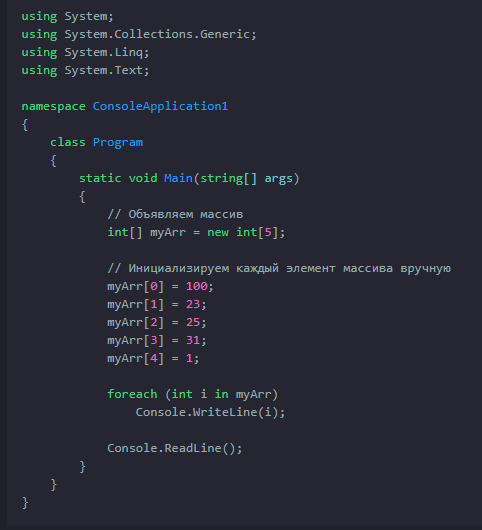 using System;
using System.Collections.Generic;
using System.Linq;
using System.Text;

namespace ConsoleApplication1
{
    class Program
    {
        static void Main(string[] args)
        {
            // Объявляем массив
            int[] myArr = new int[5];

            // Инициализируем каждый элемент массива вручную
            myArr[0] = 100;
            myArr[1] = 23;
            myArr[2] = 25;
            myArr[3] = 31;
            myArr[4] = 1;

            foreach (int i in myArr)
                Console.WriteLine(i);

            Console.ReadLine();
        }
    }
}